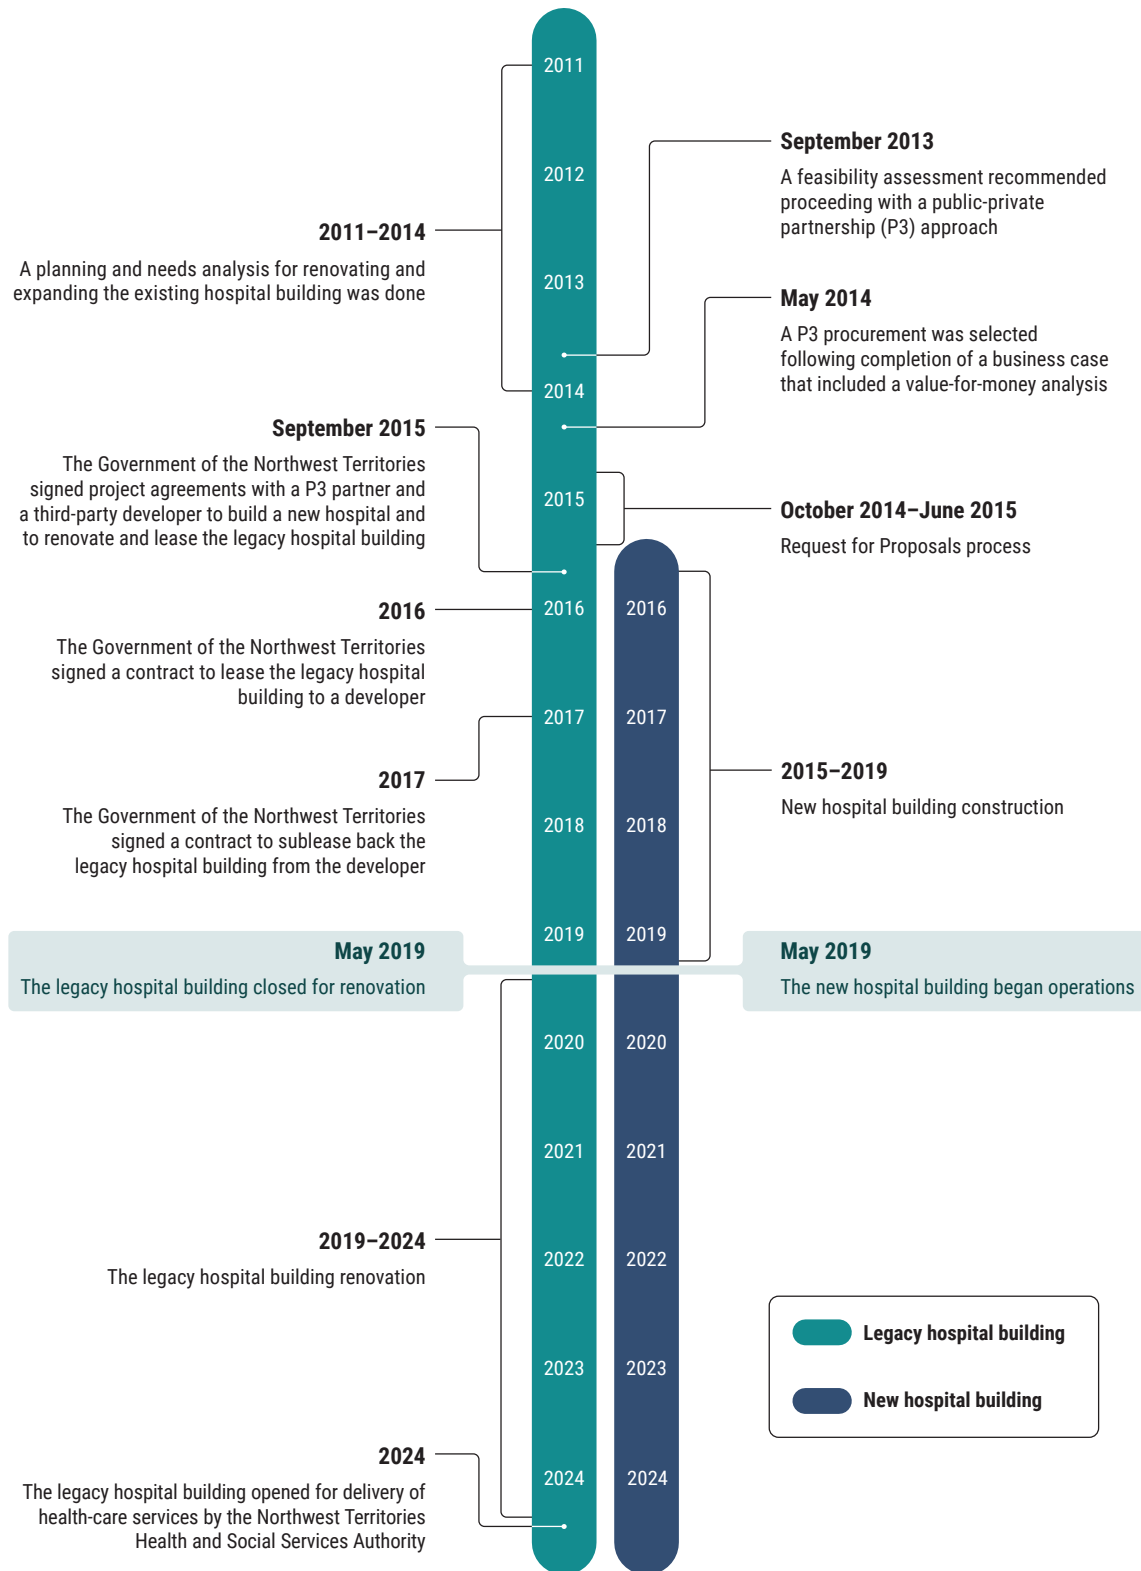 2011
2012
2013
2014
2015
2016
2017
2018
2019
2020
2021
2022
2023
2024
2016
2017
2018
2019
2020
2021
2022
2023
2024
2011–2014
A planning and needs analysis for renovating and
expanding the existing hospital building was done
September 2013
A feasibility assessment recommended
proceeding with a public-private
partnership (P3) approach
May 2014
A P3 procurement was selected
following completion of a business case
that included a value-for-money analysis
September 2015
The Government of the Northwest Territories
signed project agreements with a P3 partner and
a third-party developer to build a new hospital and
to renovate and lease the legacy hospital building
October 2014–June 2015
Request for Proposals process
2016
The Government of the Northwest Territories
signed a contract to lease the legacy hospital
building to a developer
2017
The Government of the Northwest Territories
signed a contract to sublease back the
legacy hospital building from the developer
2015–2019
New hospital building construction
May 2019
The legacy hospital building closed for renovation
May 2019
The new hospital building began operations
2019–2024
The legacy hospital building renovation
2024
The legacy hospital building opened for delivery of
health-care services by the Northwest Territories
Health and Social Services Authority
Legacy hospital building
New hospital building